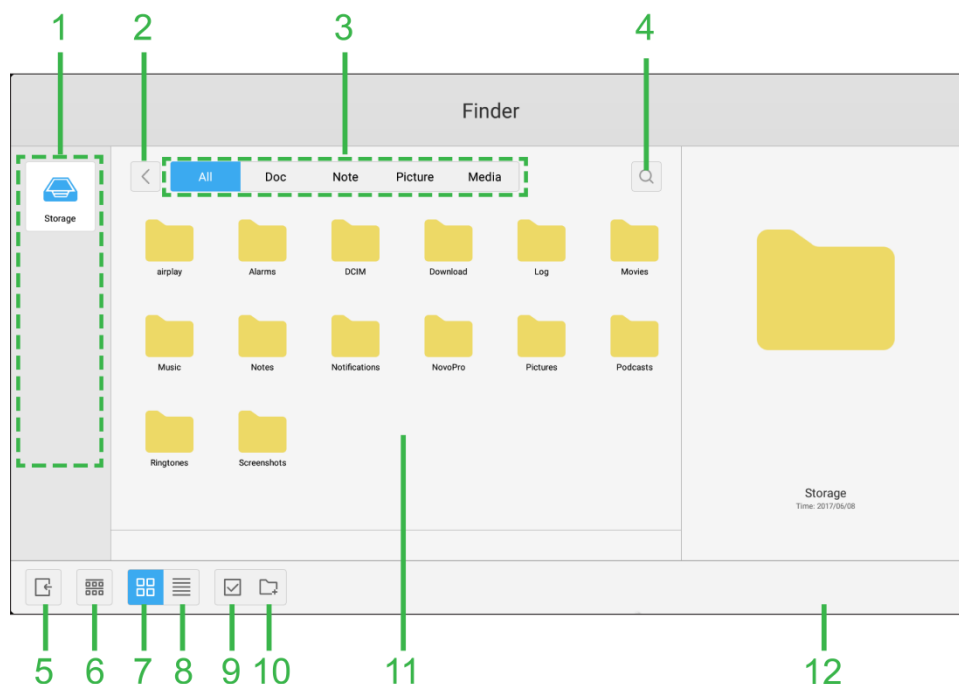 1 2 3 4
Finder
All Doc Note Picture Media
Storage
airplay Alarms DCIM Download Log Movies
Music Notes Notifications NovoPro Pictures Podcasts
Ringtones Screenshots
Storage
Time: 2017/06/08
5 6 7 8 9 10 11 12